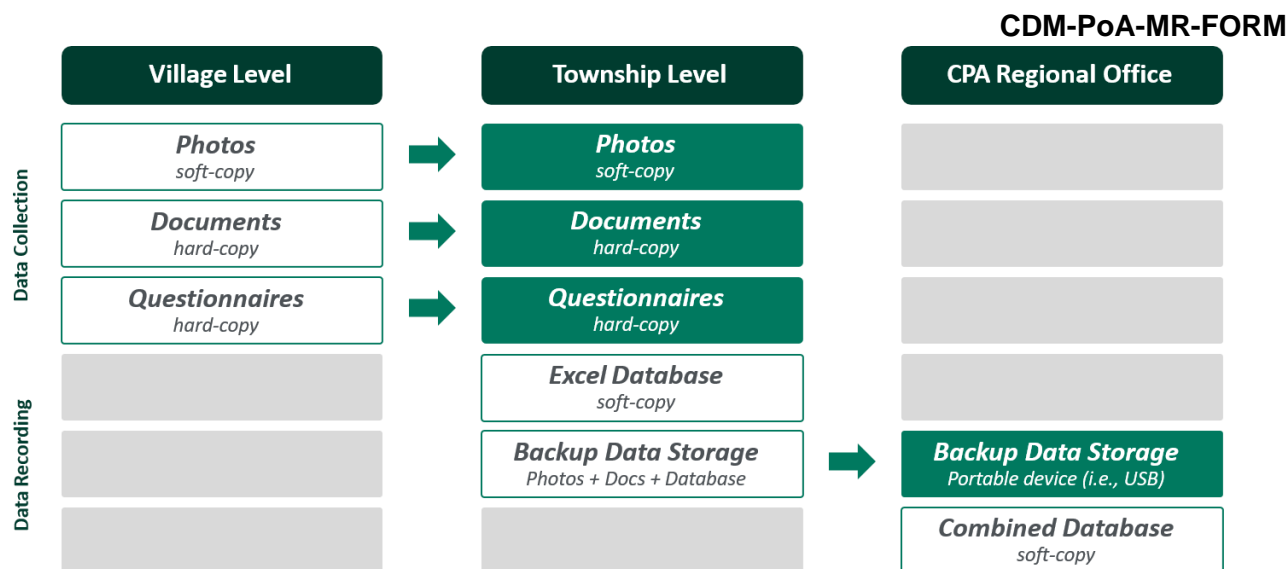 CDM-PoA-MR-FORM
Village Level
Township Level
CPA Regional Office
Data Collection
Photos
soft-copy
Photos
soft-copy
Documents
hard-copy
Documents
hard-copy
Questionnaires
hard-copy
Questionnaires
hard-copy
Data Recording
Excel Database
soft-copy
Backup Data Storage
Photos + Docs + Database
Backup Data Storage
Portable device (i.e., USB)
Combined Database
soft-copy